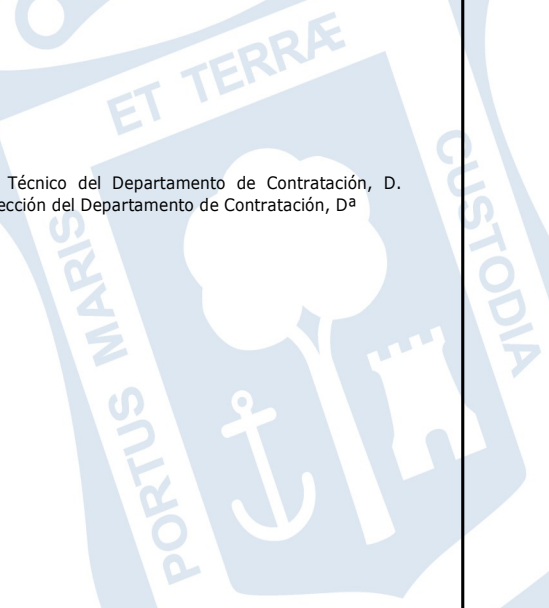 ET TERRÆ
Técnico del Departamento de Contratación, D.
ección del Departamento de Contratación, Dª
CUSTODIA
PORTUS MARIS